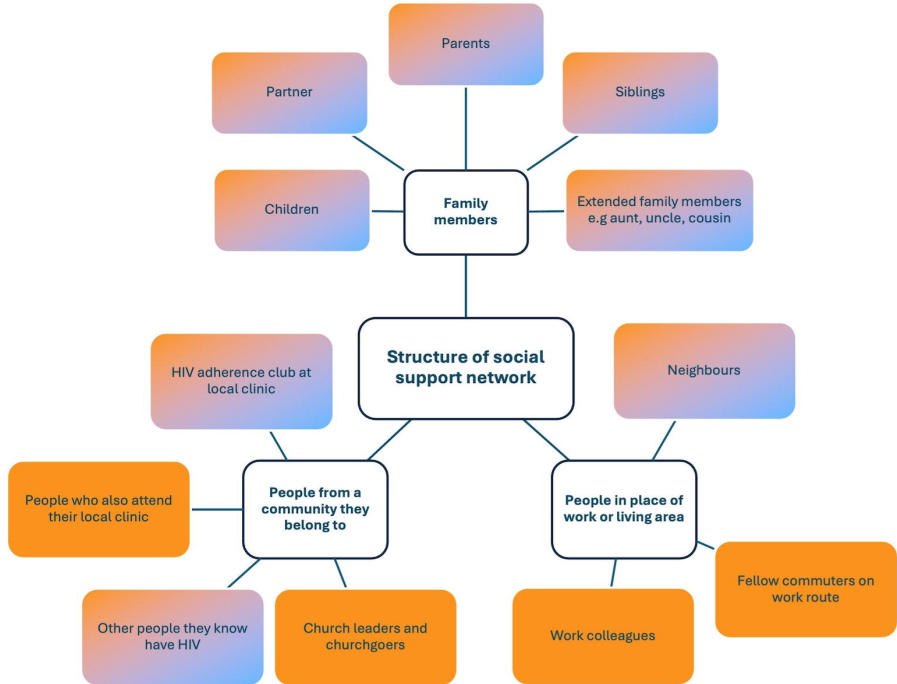 Parents
Partner
Siblings
Children
Family
members
Extended family members
e.g aunt, uncle, cousin
Structure of social
support network
HIV adherence club at
local clinic
Neighbours
People who also attend
their local clinic
People from a
community they
belong to
People in place of
work or living area
Fellow commuters on
work route
Other people they know
have HIV
Church leaders and
churchgoers
Work colleagues